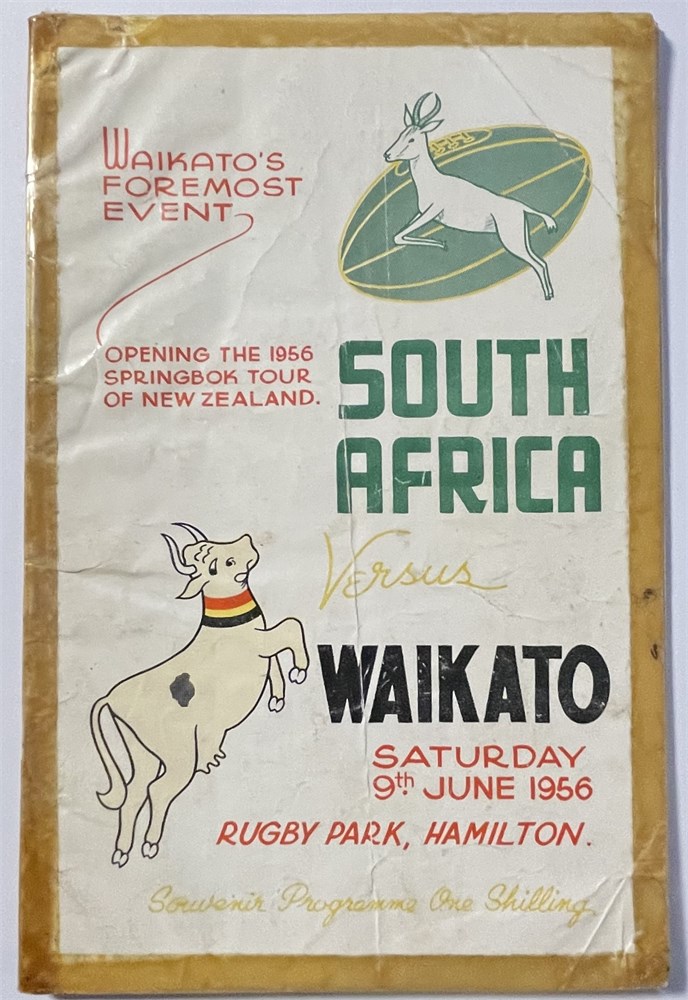 WAIKATO'S
FOREMOST
EVENT
OPENING THE 1956
SPRINGBOK TOUR
OF NEW ZEALAND.
SOUTH
AFRICA
Versus
WAIKATO
SATURDAY
9th JUNE 1956
RUGBY PARK, HAMILTON.
Souvenir Programme One Shilling